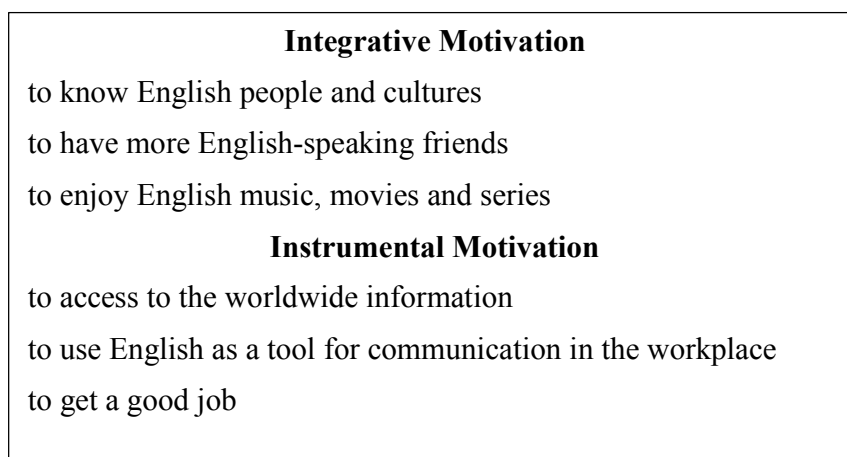 Integrative Motivation
to know English people and cultures
to have more English-speaking friends
to enjoy English music, movies and series
Instrumental Motivation
to access to the worldwide information
to use English as a tool for communication in the workplace
to get a good job